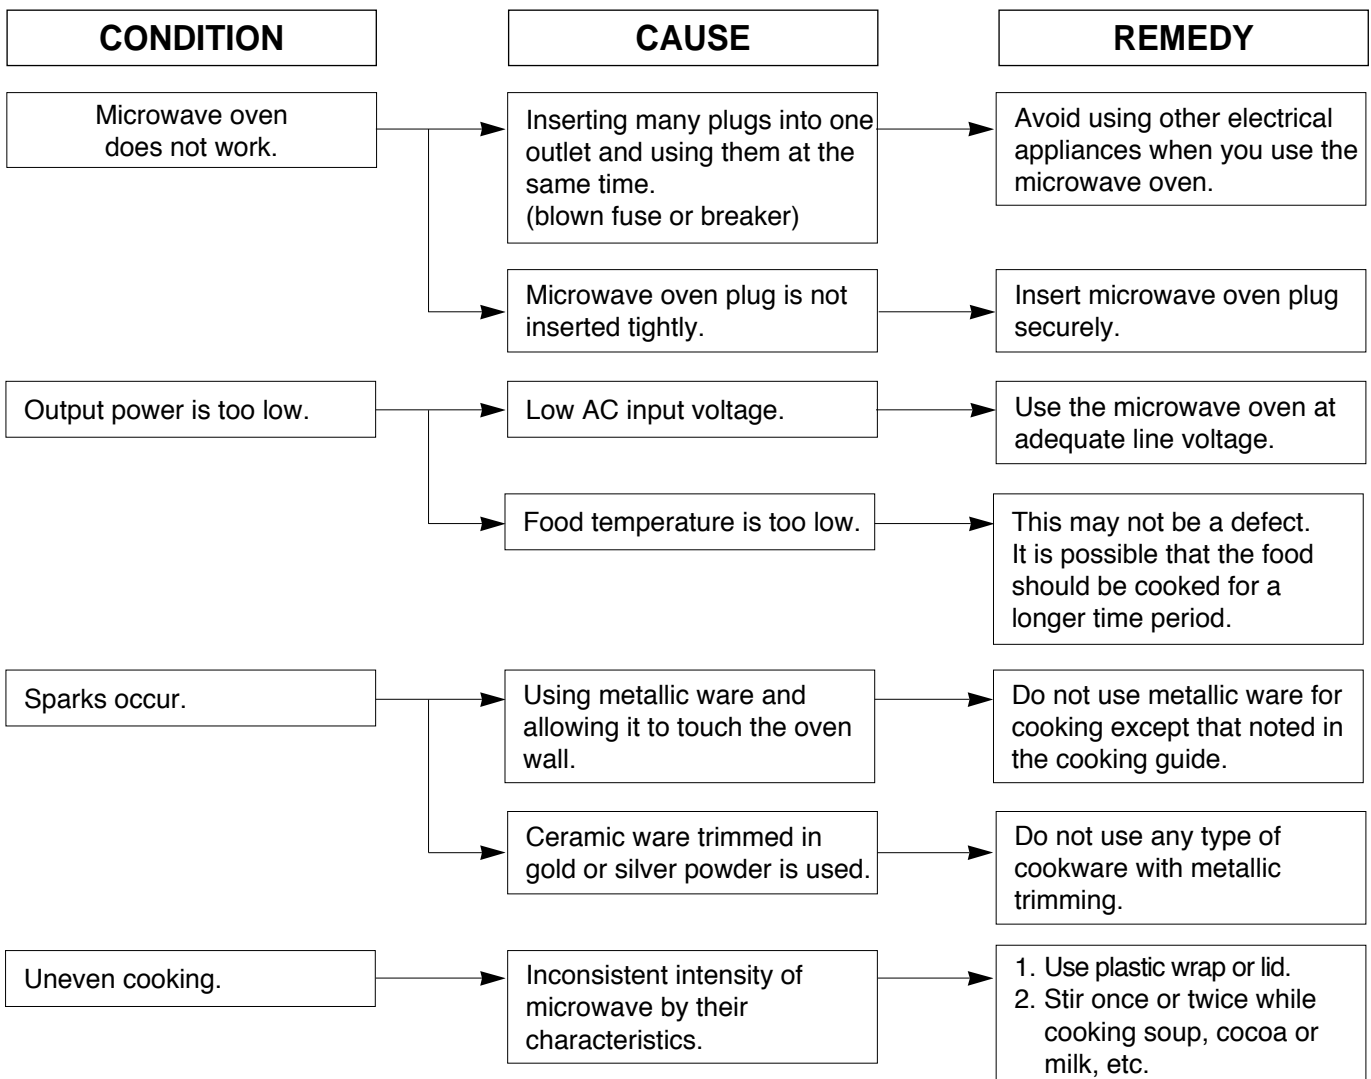 CONDITION
CAUSE
REMEDY
Microwave oven
does not work.
Inserting many plugs into one
outlet and using them at the
same time.
(blown fuse or breaker)
Avoid using other electrical
appliances when you use the
microwave oven.
Microwave oven plug is not
inserted tightly.
Insert microwave oven plug
securely.
Output power is too low.
Low AC input voltage.
Use the microwave oven at
adequate line voltage.
Food temperature is too low.
This may not be a defect.
It is possible that the food
should be cooked for a
longer time period.
Sparks occur.
Using metallic ware and
allowing it to touch the oven
wall.
Do not use metallic ware for
cooking except that noted in
the cooking guide.
Ceramic ware trimmed in
gold or silver powder is used.
Do not use any type of
cookware with metallic
trimming.
Uneven cooking.
Inconsistent intensity of
microwave by their
characteristics.
1. Use plastic wrap or lid.
2. Stir once or twice while
cooking soup, cocoa or
milk, etc.